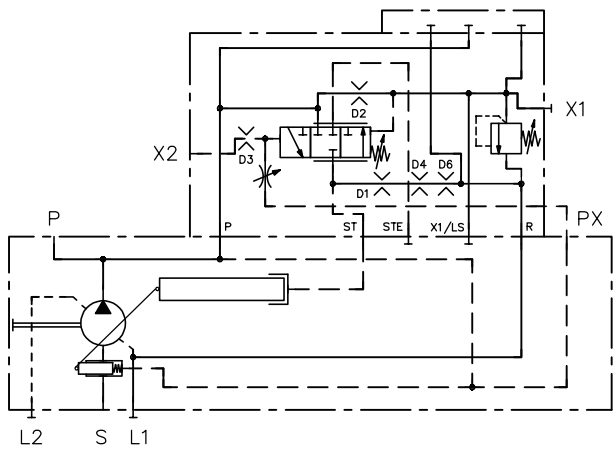 X1
D2
X2
D3
D4 D6
D1
P PX
P ST STE X1/LS R
L2 S L1